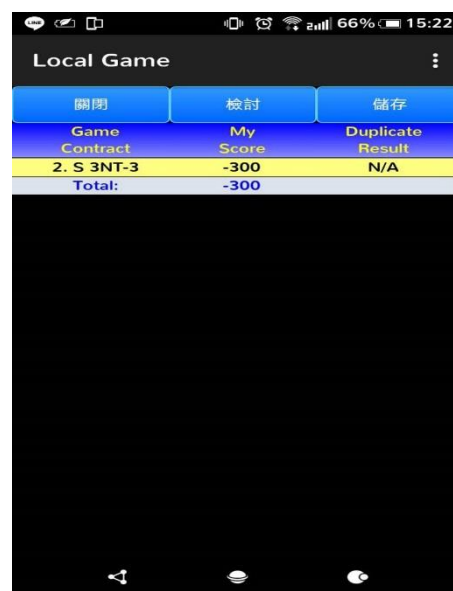 LINE 66% 15:22
Local Game
關閉 檢討 儲存
Game My Duplicate
Contract Score Result
2. S 3NT-3 -300 N/A
Total: -300